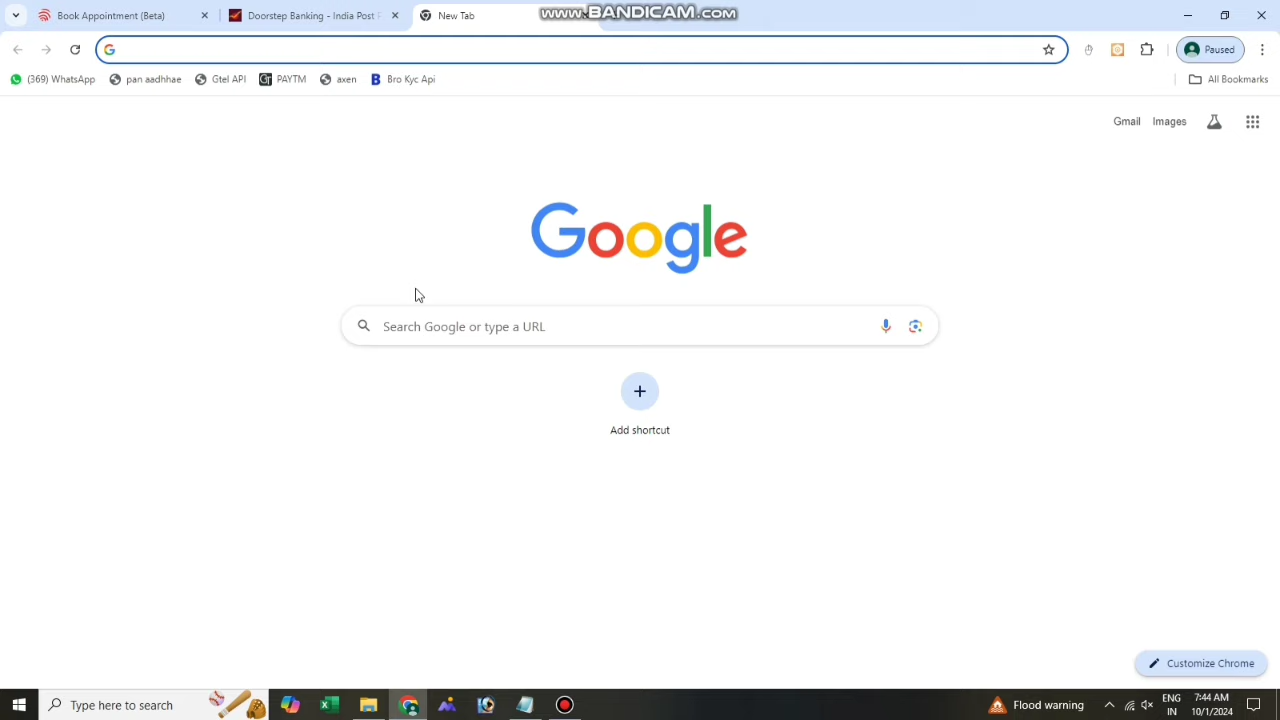 Book Appointment (Beta)
Doorstep Banking - India Post P
New Tab
www.BANDICAM.com
Paused
(369) WhatsApp
pan aadhhae
Gtel API
PAYTM
axen
Bro Kyc Api
All Bookmarks
Gmail
Images
Google
Search Google or type a URL
Add shortcut
Customize Chrome
Type here to search
Flood warning
ENG
IN
7:44 AM
10/1/2024